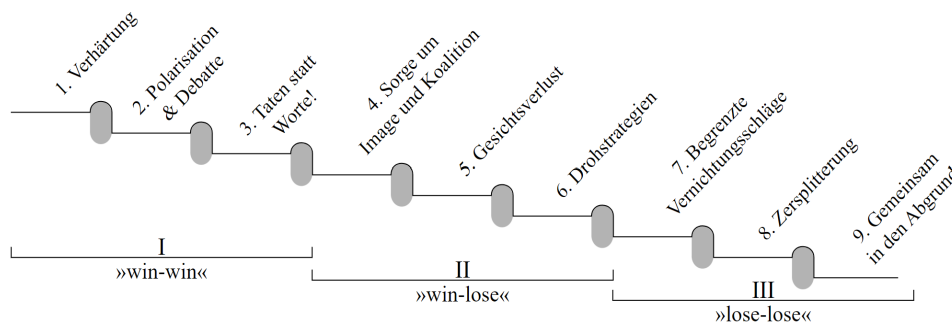 1. Verhärtung
2. Polarisation
& Debatte
3. Taten statt
Worte!
4. Sorge um
Image und Koalition
5. Gesichtsverlust
6. Drohstrategien
7. Begrenzte
Vernichtungsschläge
8. Zersplitterung
9. Gemeinsam
in den Abgrund
I
»win-win«
II
»win-lose«
III
»lose-lose«